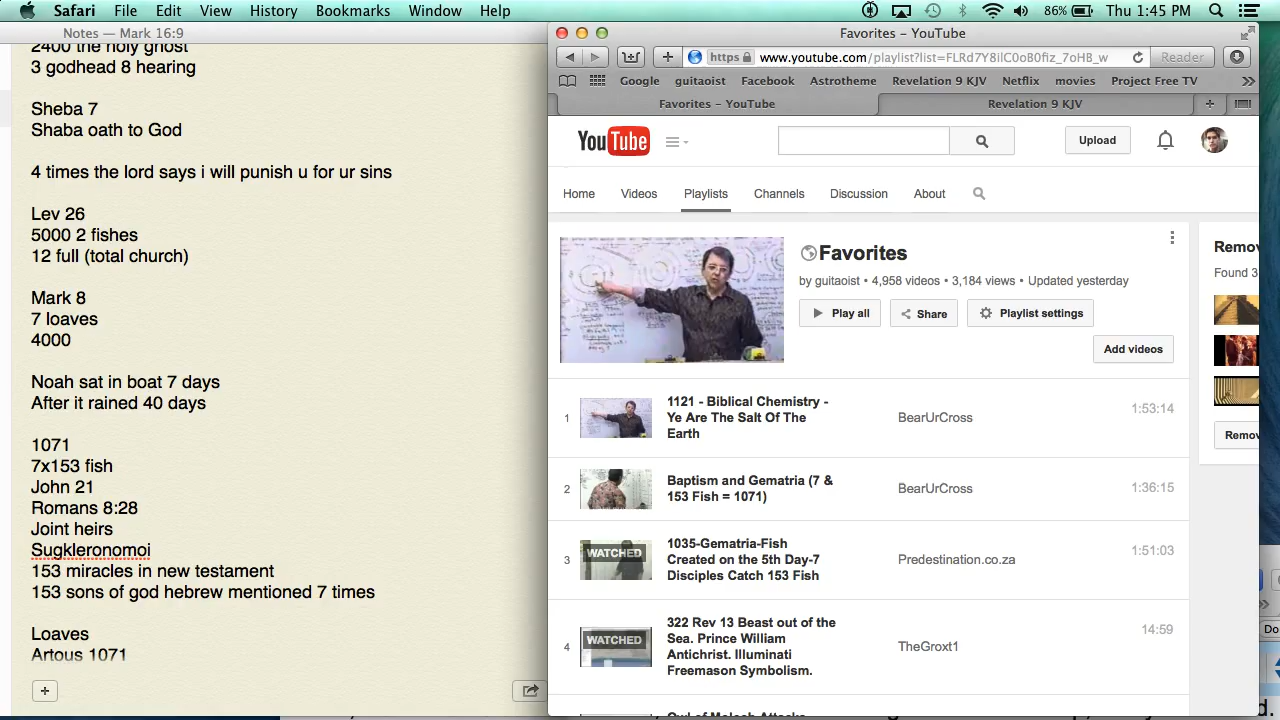 Safari File Edit View History Bookmarks Window Help 86% Thu 1:45 PM
Notes — Mark 16:9
2400 the holy ghost
3 godhead 8 hearing
Sheba 7
Shaba oath to God
4 times the lord says i will punish u for ur sins
Lev 26
5000 2 fishes
12 full (total church)
Mark 8
7 loaves
4000
Noah sat in boat 7 days
After it rained 40 days
1071
7x153 fish
John 21
Romans 8:28
Joint heirs
Sugkleronomoi
153 miracles in new testament
153 sons of god hebrew mentioned 7 times
Loaves
Artous 1071
Favorites – YouTube
https www.youtube.com/playlist?list=FLRd7Y8ilC0oB0fiz_7oHB_w Reader
Google guitaoist Facebook Astrotheme Revelation 9 KJV Netflix movies Project Free TV
Favorites – YouTube Revelation 9 KJV
YouTube Upload
Home Videos Playlists Channels Discussion About
Favorites
by guitaoist • 4,958 videos • 3,184 views • Updated yesterday
Play all Share Playlist settings
Add videos
1 1121 - Biblical Chemistry -
Ye Are The Salt Of The
Earth
BearUrCross 1:53:14
2 Baptism and Gematria (7 &
153 Fish = 1071)
BearUrCross 1:36:15
3 WATCHED 1035-Gematria-Fish
Created on the 5th Day-7
Disciples Catch 153 Fish
Predestination.co.za 1:51:03
4 WATCHED 322 Rev 13 Beast out of the
Sea. Prince William
Antichrist. Illuminati
Freemason Symbolism.
TheGroxt1 14:59
Owl of Moloch Attacks
Remov
Found 3
Remov